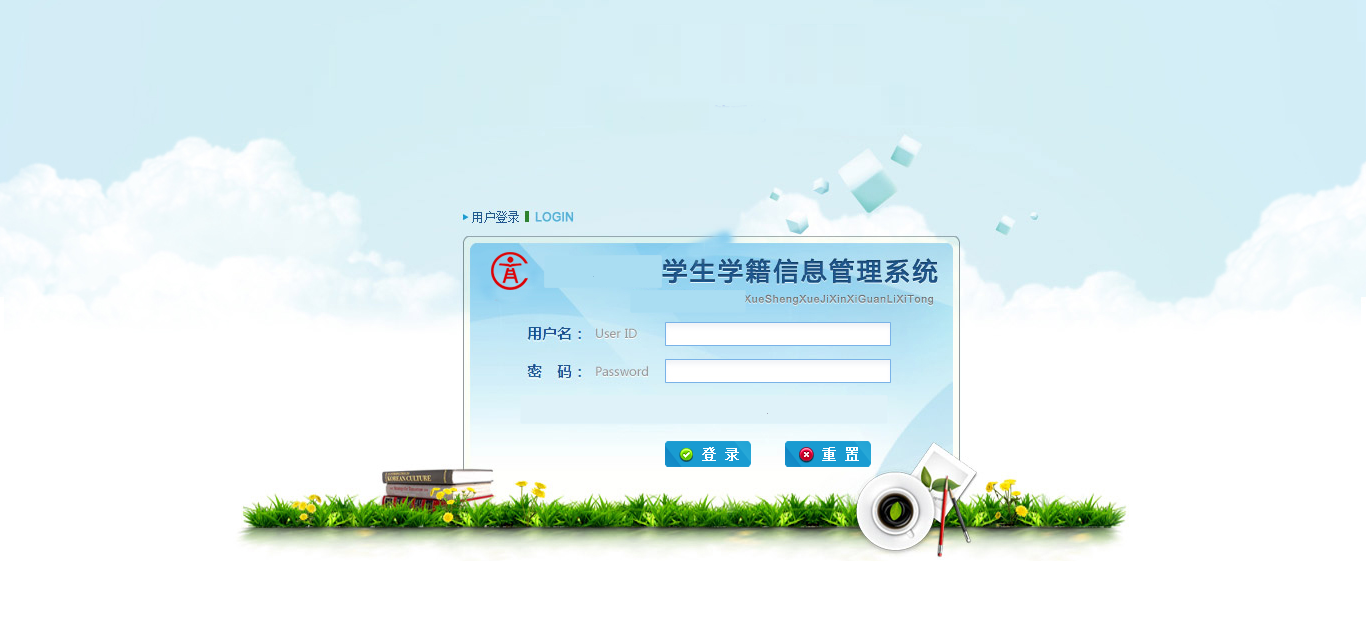 用户登录 LOGIN
学生学籍信息管理系统
XueShengXueJiXinXiGuanLiXiTong
用户名： User ID
密 码： Password
登 录 重 置
KOREAN CULTURE